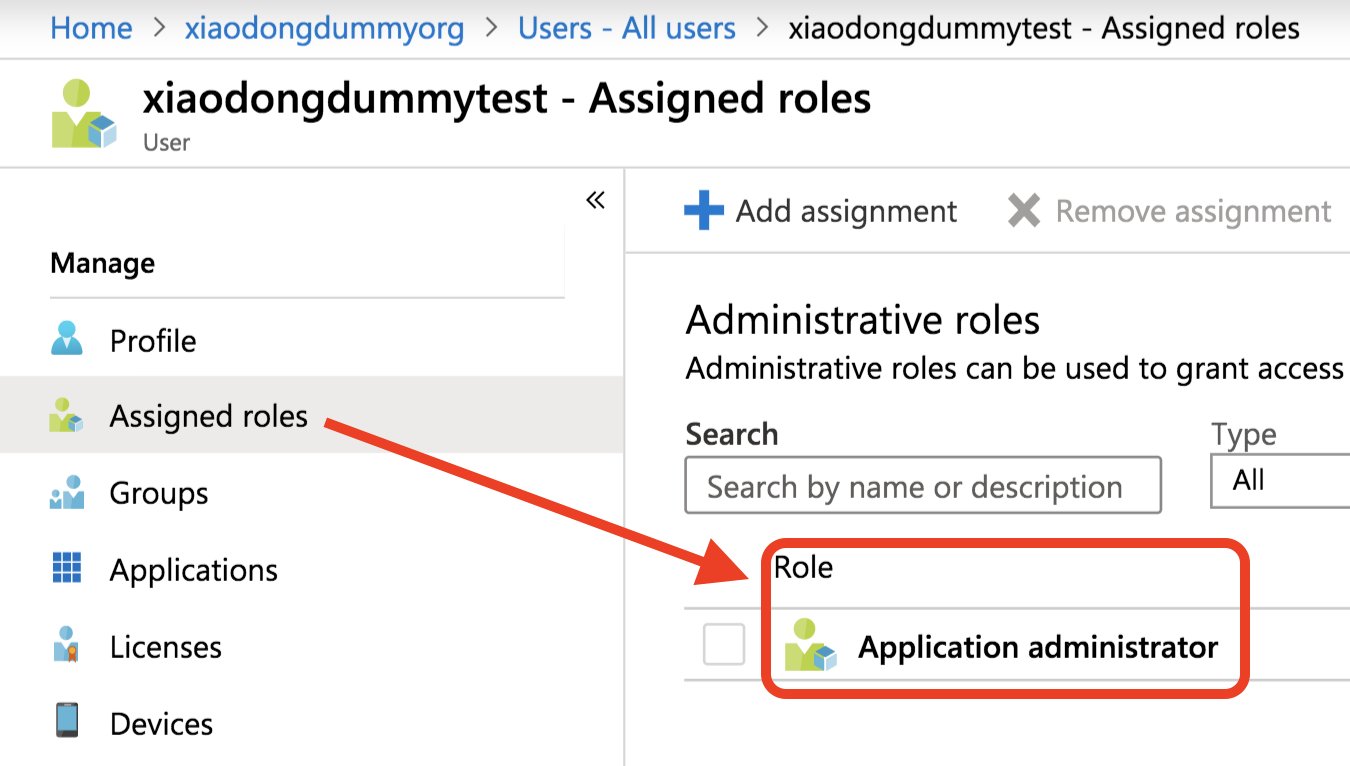 Home > xiaodongdummyorg > Users - All users > xiaodongdummytest - Assigned roles
xiaodongdummytest - Assigned roles
User
«
Manage
Profile
Assigned roles
Groups
Applications
Licenses
Devices
Add assignment Remove assignment
Administrative roles
Administrative roles can be used to grant access
Search Type
Search by name or description All
Role
Application administrator